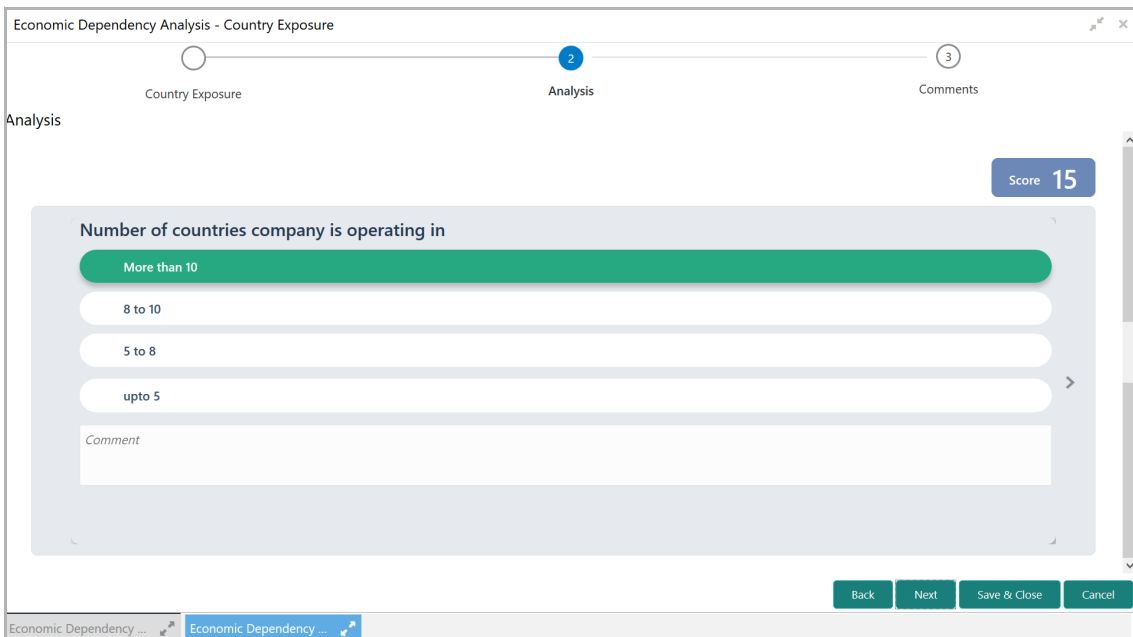 Economic Dependency Analysis - Country Exposure
2
3
Country Exposure
Analysis
Comments
Analysis
Score 15
Number of countries company is operating in
More than 10
8 to 10
5 to 8
upto 5
Comment
Back Next Save & Close Cancel
Economic Dependency ... Economic Dependency ...